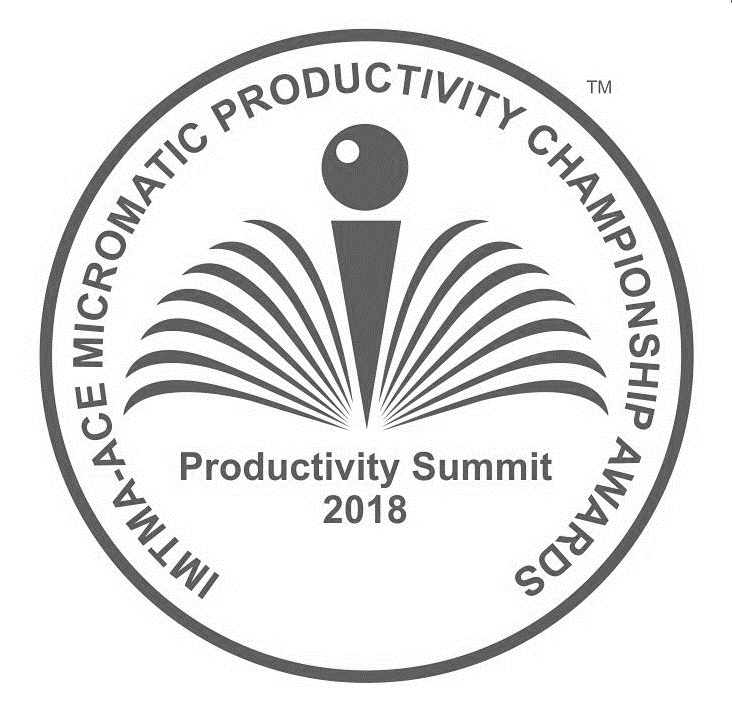 IMTMA-ACE MICROMATIC PRODUCTIVITY CHAMPIONSHIP AWARDS
TM
Productivity Summit
2018